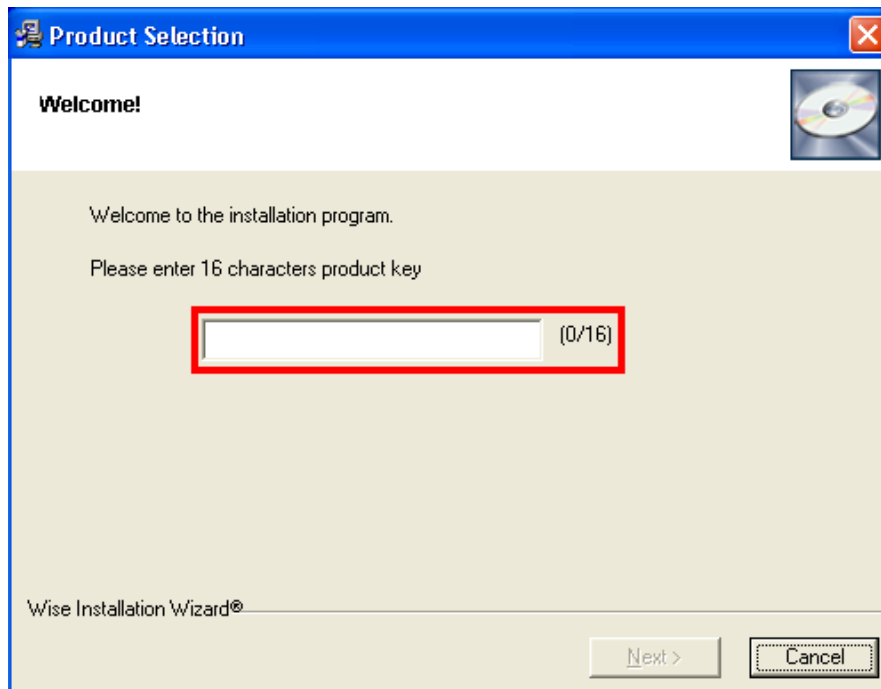 Product Selection
Welcome!
Welcome to the installation program.
Please enter 16 characters product key
(0/16)
Wise Installation Wizard®
Next >
Cancel